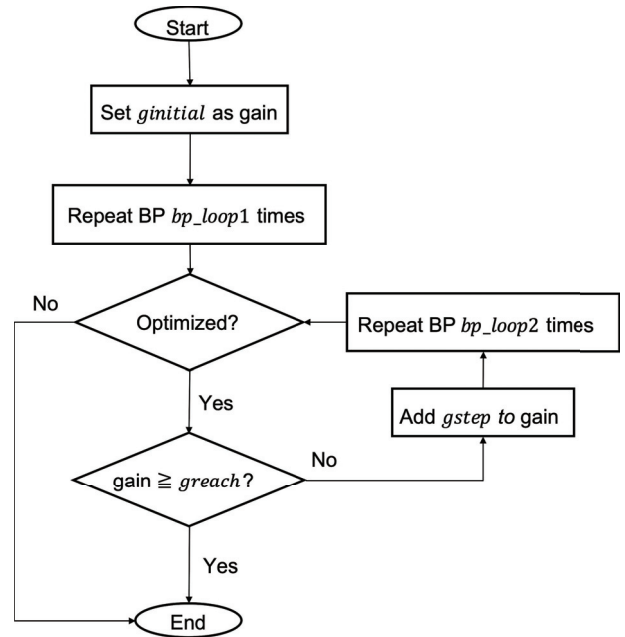 Start
Set ginitial as gain
Repeat BP bp_loop1 times
No
Optimized?
Repeat BP bp_loop2 times
Yes
Add gstep to gain
gain ≧ greach?
No
Yes
End